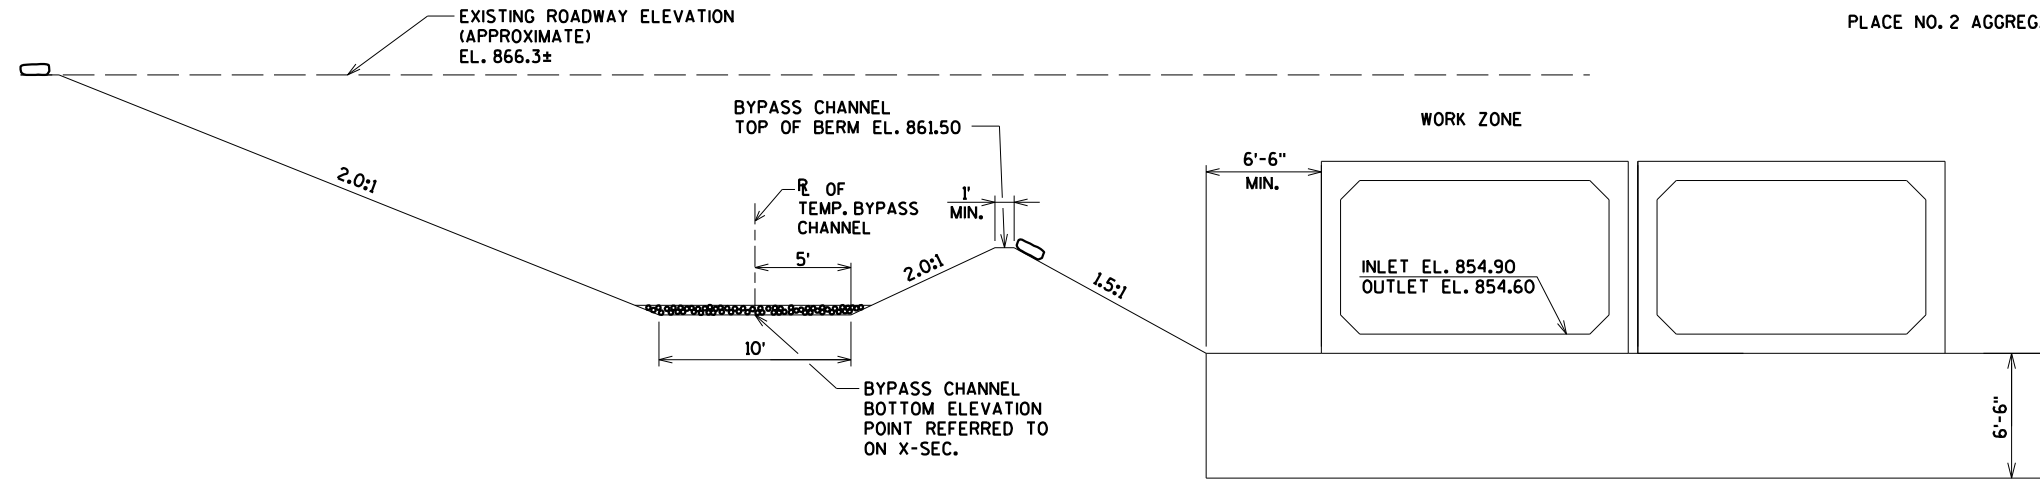 EXISTING ROADWAY ELEVATION
(APPROXIMATE)
EL. 866.3±
PLACE NO. 2 AGGREG
BYPASS CHANNEL
TOP OF BERM EL. 861.50
WORK ZONE
2.0:1
PL OF
TEMP. BYPASS
CHANNEL
1'
MIN.
6'-6"
MIN.
5'
2.0:1
1.5:1
INLET EL. 854.90
OUTLET EL. 854.60
10'
BYPASS CHANNEL
BOTTOM ELEVATION
POINT REFERRED TO
ON X-SEC.
6'-6"